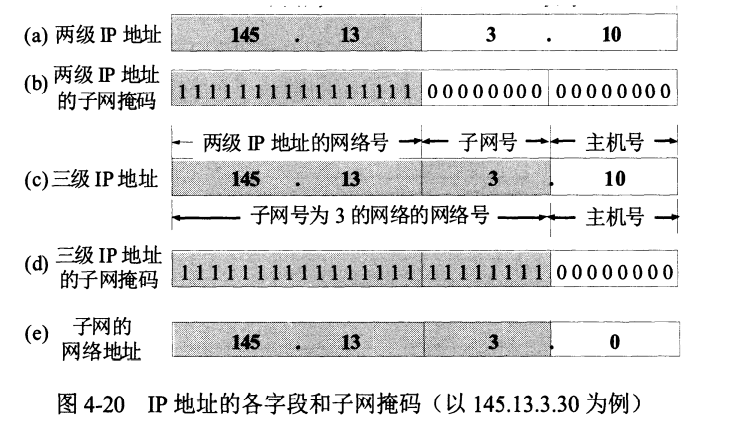 (a) 两级 IP 地址 145 . 13 3 . 10
(b) 两级 IP 地址
的子网掩码 1111111111111111 00000000 00000000
两级 IP 地址的网络号 子网号 主机号
(c) 三级 IP 地址 145 . 13 3 . 10
子网号为 3 的网络的网络号 主机号
(d) 三级 IP 地址
的子网掩码 1111111111111111 11111111 00000000
(e) 子网的
网络地址 145 . 13 3 . 0
图 4-20 IP 地址的各字段和子网掩码（以 145.13.3.30 为例）